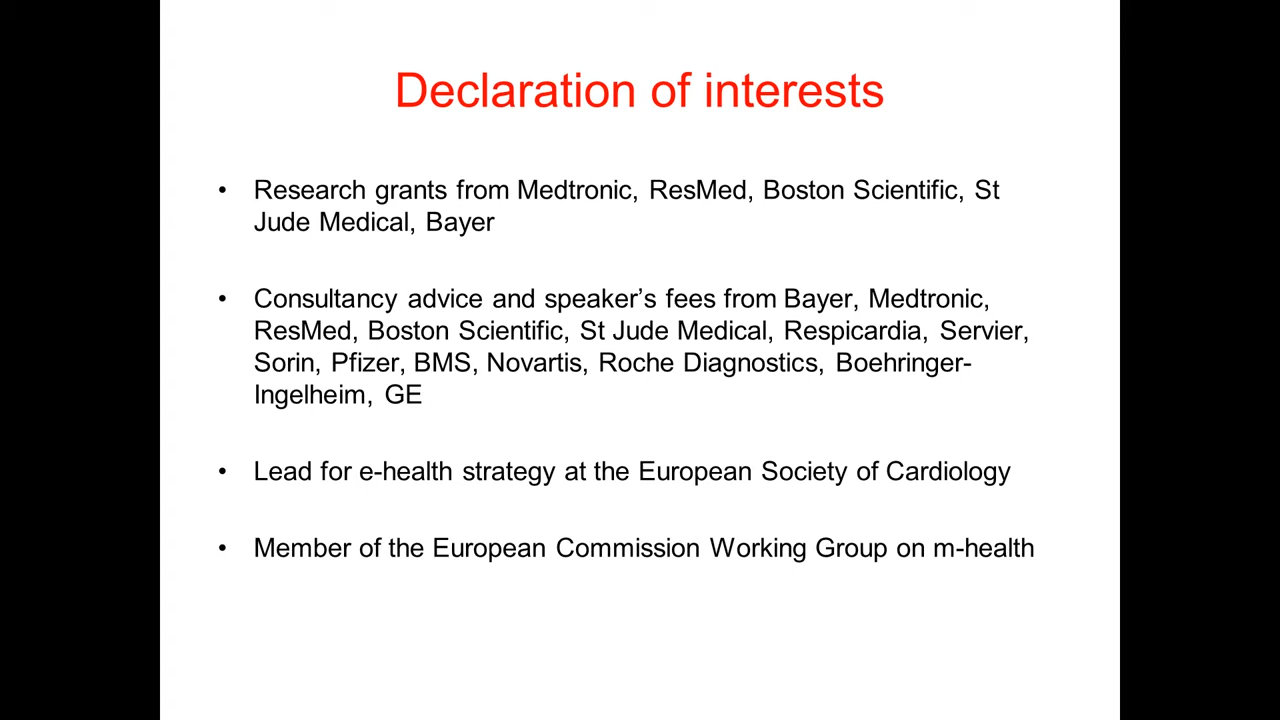 Declaration of interests
• Research grants from Medtronic, ResMed, Boston Scientific, St
Jude Medical, Bayer
• Consultancy advice and speaker’s fees from Bayer, Medtronic,
ResMed, Boston Scientific, St Jude Medical, Respicardia, Servier,
Sorin, Pfizer, BMS, Novartis, Roche Diagnostics, Boehringer-
Ingelheim, GE
• Lead for e-health strategy at the European Society of Cardiology
• Member of the European Commission Working Group on m-health